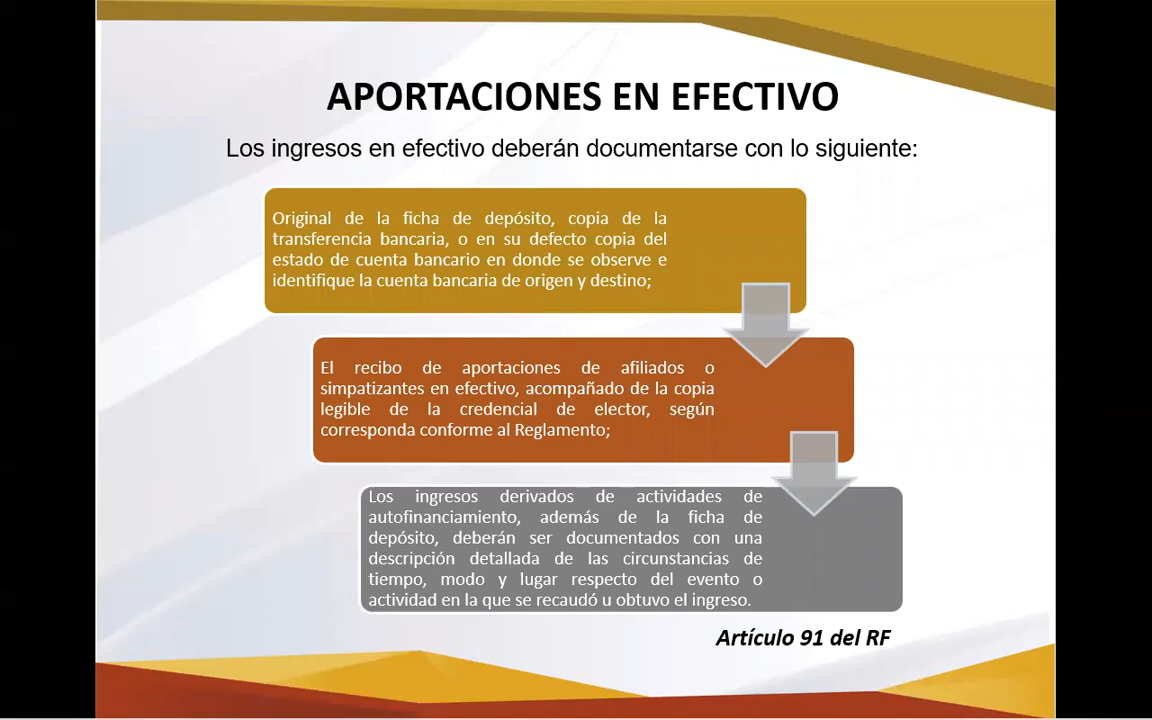 APORTACIONES EN EFECTIVO
Los ingresos en efectivo deberán documentarse con lo siguiente:
Original de la ficha de depósito, copia de la
transferencia bancaria, o en su defecto copia del
estado de cuenta bancario en donde se observe e
identifique la cuenta bancaria de origen y destino;
El recibo de aportaciones de afiliados o
simpatizantes en efectivo, acompañado de la copia
legible de la credencial de elector, según
corresponda conforme al Reglamento;
Los ingresos derivados de actividades de
autofinanciamiento, además de la ficha de
depósito, deberán ser documentados con una
descripción detallada de las circunstancias de
tiempo, modo y lugar respecto del evento o
actividad en la que se recaudó u obtuvo el ingreso.
Artículo 91 del RF